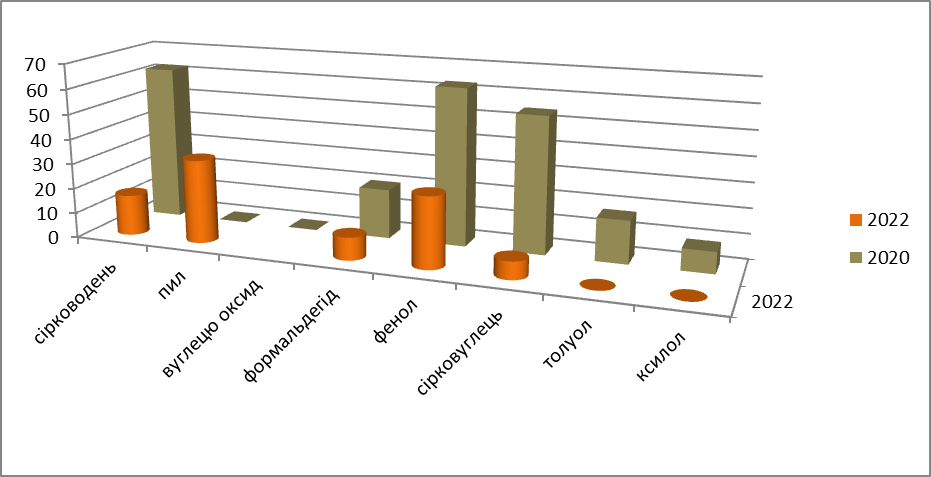 70
60
50
40
30
20
10
0
сірководень
пил
вуглецю оксид
формальдегід
фенол
сірковуглець
толуол
ксилол
2022
2022
2020